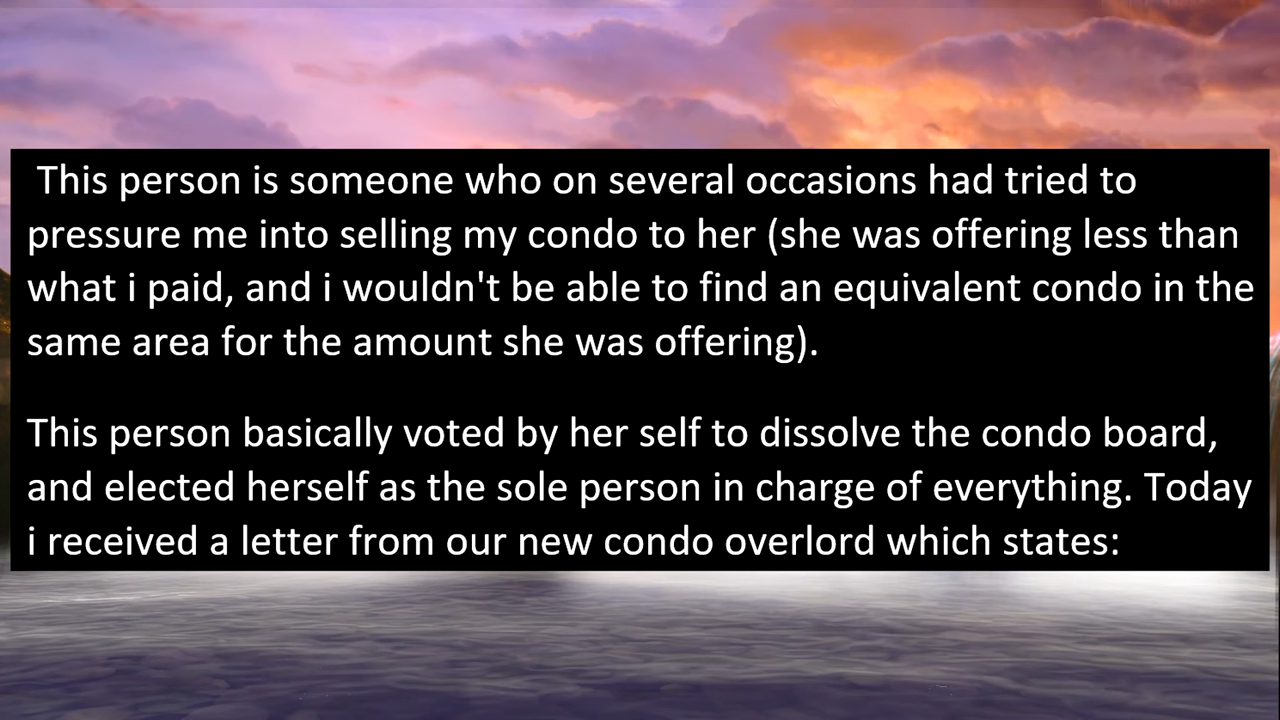 This person is someone who on several occasions had tried to
pressure me into selling my condo to her (she was offering less than
what i paid, and i wouldn't be able to find an equivalent condo in the
same area for the amount she was offering).
This person basically voted by her self to dissolve the condo board,
and elected herself as the sole person in charge of everything. Today
i received a letter from our new condo overlord which states: